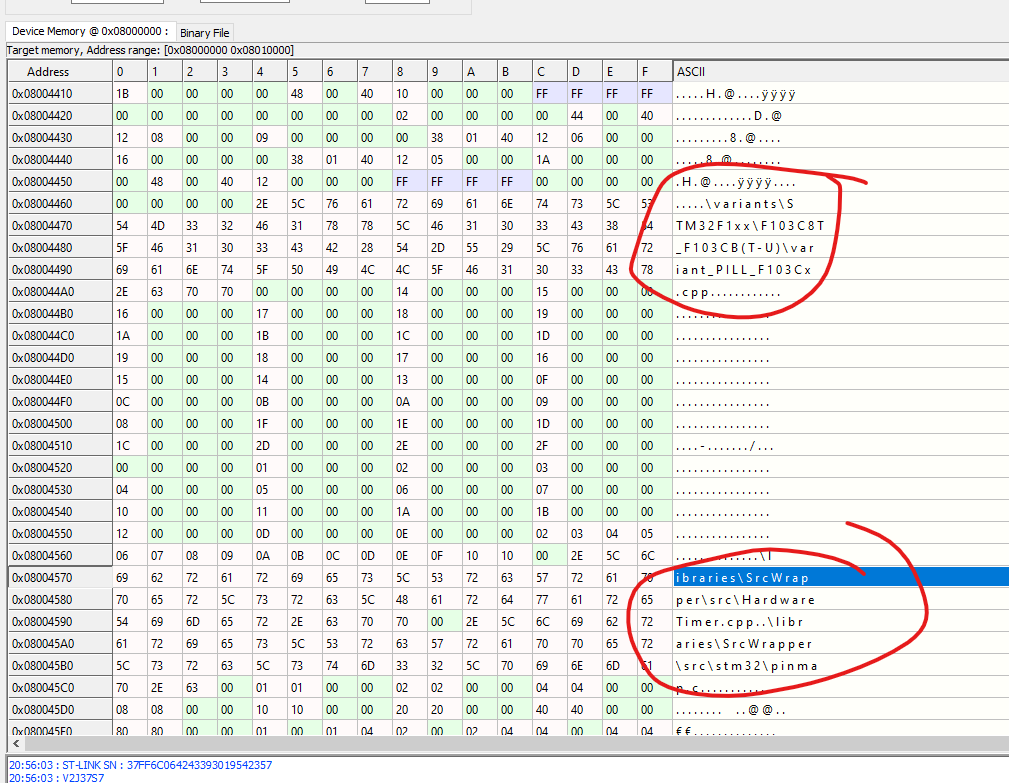 Device Memory @ 0x08000000 : Binary File
Target memory, Address range: [0x08000000 0x08010000]
Address 0 1 2 3 4 5 6 7 8 9 A B C D E F ASCII
0x08004410 1B 00 00 00 00 48 00 40 10 00 00 00 FF FF FF FF .....H.@....ÿÿÿÿ
0x08004420 00 00 00 00 00 00 00 00 02 00 00 00 00 44 00 40 .............D.@
0x08004430 12 08 00 00 09 00 00 00 00 38 01 40 12 06 00 00 .........8.@....
0x08004440 16 00 00 00 00 38 01 40 12 05 00 00 1A 00 00 00 .....8.@........
0x08004450 00 48 00 40 12 00 00 00 FF FF FF FF 00 00 00 00 .H.@....ÿÿÿÿ....
0x08004460 00 00 00 00 2E 5C 76 61 72 69 61 6E 74 73 5C 53 .....\variants\S
0x08004470 54 4D 33 32 46 31 78 78 5C 46 31 30 33 43 38 54 TM32F1xx\F103C8T
0x08004480 5F 46 31 30 33 43 42 28 54 2D 55 29 5C 76 61 72 _F103CB(T-U)\var
0x08004490 69 61 6E 74 5F 50 49 4C 4C 5F 46 31 30 33 43 78 iant_PILL_F103Cx
0x080044A0 2E 63 70 70 00 00 00 00 14 00 00 00 15 00 00 00 .cpp............
0x080044B0 16 00 00 00 17 00 00 00 18 00 00 00 19 00 00 00 ................
0x080044C0 1A 00 00 00 1B 00 00 00 1C 00 00 00 1D 00 00 00 ................
0x080044D0 19 00 00 00 18 00 00 00 17 00 00 00 16 00 00 00 ................
0x080044E0 15 00 00 00 14 00 00 00 13 00 00 00 0F 00 00 00 ................
0x080044F0 0C 00 00 00 0B 00 00 00 0A 00 00 00 09 00 00 00 ................
0x08004500 08 00 00 00 1F 00 00 00 1E 00 00 00 1D 00 00 00 ................
0x08004510 1C 00 00 00 2D 00 00 00 2E 00 00 00 2F 00 00 00 ....-......./...
0x08004520 00 00 00 00 01 00 00 00 02 00 00 00 03 00 00 00 ................
0x08004530 04 00 00 00 05 00 00 00 06 00 00 00 07 00 00 00 ................
0x08004540 10 00 00 00 11 00 00 00 1A 00 00 00 1B 00 00 00 ................
0x08004550 12 00 00 00 0D 00 00 00 0E 00 00 00 02 03 04 05 ................
0x08004560 06 07 08 09 0A 0B 0C 0D 0E 0F 10 10 00 2E 5C 6C ..............\l
0x08004570 69 62 72 61 72 69 65 73 5C 53 72 63 57 72 61 70 ibraries\SrcWrap
0x08004580 70 65 72 5C 73 72 63 5C 48 61 72 64 77 61 72 65 per\src\Hardware
0x08004590 54 69 6D 65 72 2E 63 70 70 00 2E 5C 6C 69 62 72 Timer.cpp..\libr
0x080045A0 61 72 69 65 73 5C 53 72 63 57 72 61 70 70 65 72 aries\SrcWrapper
0x080045B0 5C 73 72 63 5C 73 74 6D 33 32 5C 70 69 6E 6D 61 \src\stm32\pinma
0x080045C0 70 2E 63 00 01 01 00 00 02 02 00 00 04 04 00 00 p.c.............
0x080045D0 08 08 00 00 10 10 00 00 20 20 00 00 40 40 00 00 ........  ..@@..
0x080045E0 80 80 00 00 01 00 01 04 02 00 02 04 04 00 04 04 €€..............
20:56:03 : ST-LINK SN : 37FF6C064243393019542357
20:56:03 : V2J37S7